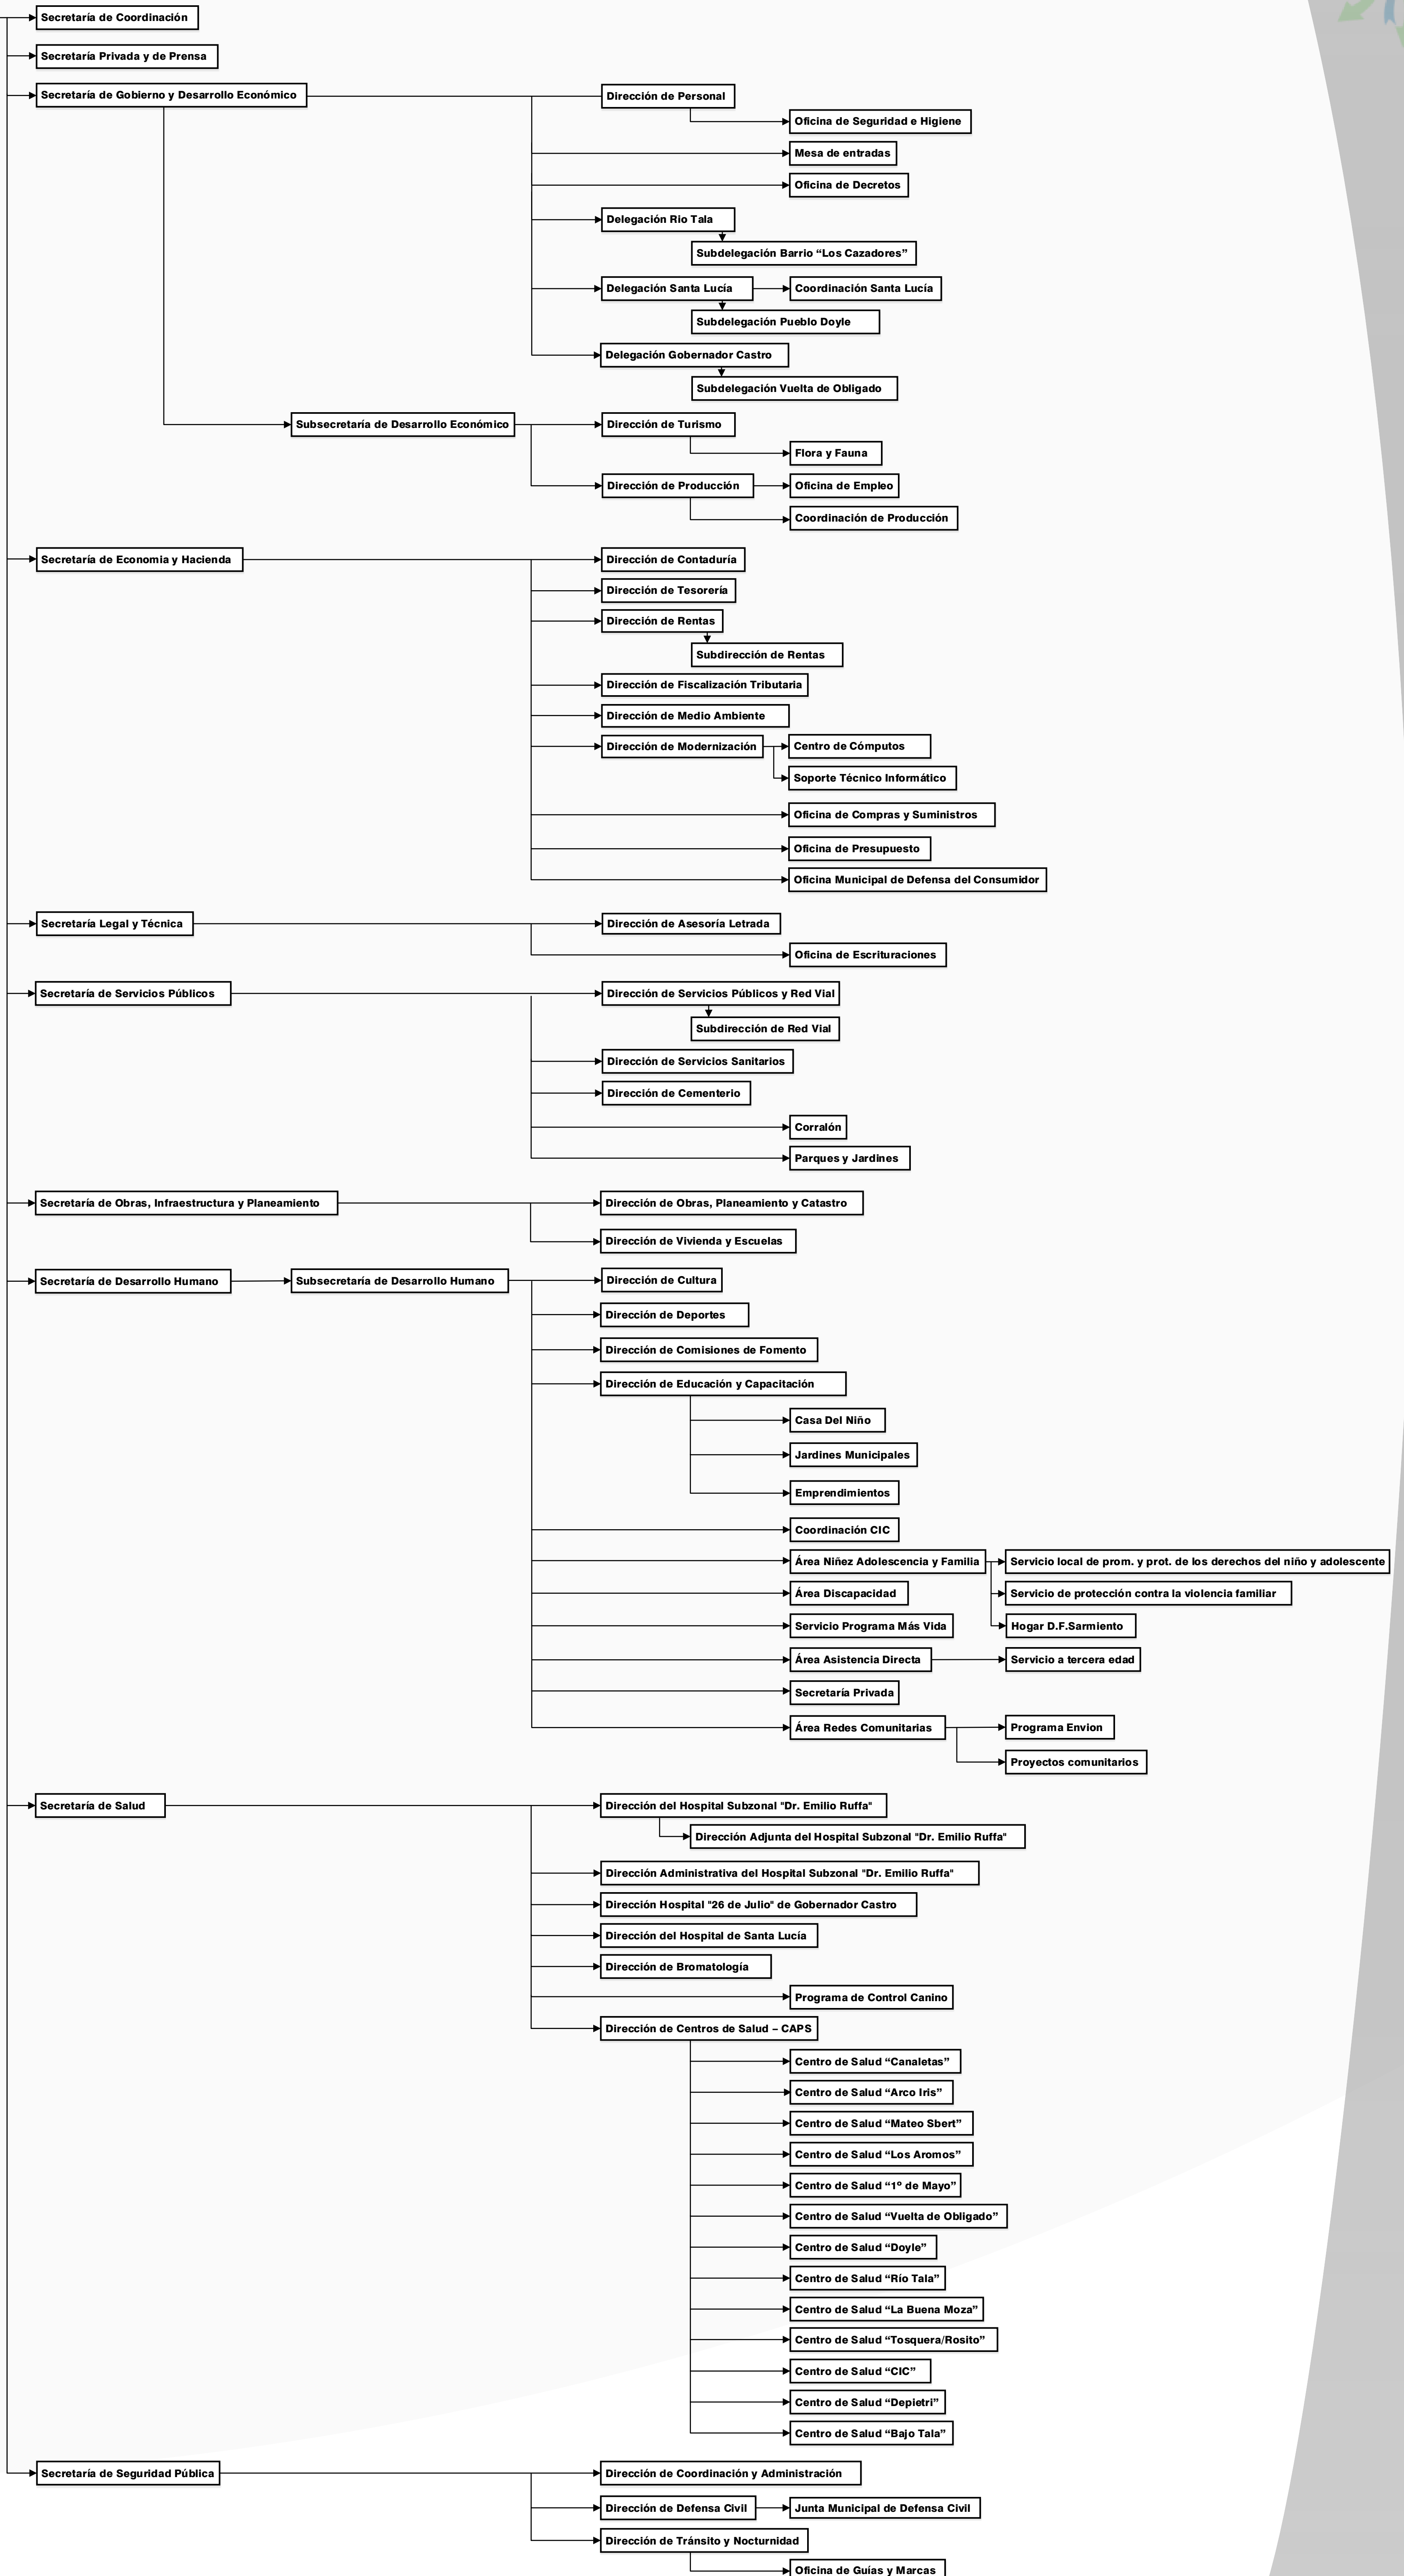 Secretaría de Coordinación
Secretaría Privada y de Prensa
Secretaría de Gobierno y Desarrollo Económico
Dirección de Personal
Oficina de Seguridad e Higiene
Mesa de entradas
Oficina de Decretos
Delegación Rio Tala
Subdelegación Barrio “Los Cazadores”
Delegación Santa Lucía
Coordinación Santa Lucía
Subdelegación Pueblo Doyle
Delegación Gobernador Castro
Subdelegación Vuelta de Obligado
Subsecretaría de Desarrollo Económico
Dirección de Turismo
Flora y Fauna
Dirección de Producción
Oficina de Empleo
Coordinación de Producción
Secretaría de Economia y Hacienda
Dirección de Contaduría
Dirección de Tesorería
Dirección de Rentas
Subdirección de Rentas
Dirección de Fiscalización Tributaria
Dirección de Medio Ambiente
Dirección de Modernización
Centro de Cómputos
Soporte Técnico Informático
Oficina de Compras y Suministros
Oficina de Presupuesto
Oficina Municipal de Defensa del Consumidor
Secretaría Legal y Técnica
Dirección de Asesoría Letrada
Oficina de Escrituraciones
Secretaría de Servicios Públicos
Dirección de Servicios Públicos y Red Vial
Subdirección de Red Vial
Dirección de Servicios Sanitarios
Dirección de Cementerio
Corralón
Parques y Jardines
Secretaría de Obras, Infraestructura y Planeamiento
Dirección de Obras, Planeamiento y Catastro
Dirección de Vivienda y Escuelas
Secretaría de Desarrollo Humano
Subsecretaría de Desarrollo Humano
Dirección de Cultura
Dirección de Deportes
Dirección de Comisiones de Fomento
Dirección de Educación y Capacitación
Casa Del Niño
Jardines Municipales
Emprendimientos
Coordinación CIC
Área Niñez Adolescencia y Familia
Servicio local de prom. y prot. de los derechos del niño y adolescente
Área Discapacidad
Servicio de protección contra la violencia familiar
Servicio Programa Más Vida
Hogar D.F.Sarmiento
Área Asistencia Directa
Servicio a tercera edad
Secretaría Privada
Área Redes Comunitarias
Programa Envion
Proyectos comunitarios
Secretaría de Salud
Dirección del Hospital Subzonal "Dr. Emilio Ruffa"
Dirección Adjunta del Hospital Subzonal "Dr. Emilio Ruffa"
Dirección Administrativa del Hospital Subzonal "Dr. Emilio Ruffa"
Dirección Hospital "26 de Julio" de Gobernador Castro
Dirección del Hospital de Santa Lucía
Dirección de Bromatología
Programa de Control Canino
Dirección de Centros de Salud – CAPS
Centro de Salud “Canaletas”
Centro de Salud “Arco Iris”
Centro de Salud “Mateo Sbert”
Centro de Salud “Los Aromos”
Centro de Salud “1º de Mayo”
Centro de Salud “Vuelta de Obligado”
Centro de Salud “Doyle”
Centro de Salud “Río Tala”
Centro de Salud “La Buena Moza”
Centro de Salud “Tosquera/Rosito”
Centro de Salud “CIC”
Centro de Salud “Depietri”
Centro de Salud “Bajo Tala”
Secretaría de Seguridad Pública
Dirección de Coordinación y Administración
Dirección de Defensa Civil
Junta Municipal de Defensa Civil
Dirección de Tránsito y Nocturnidad
Oficina de Guías y Marcas